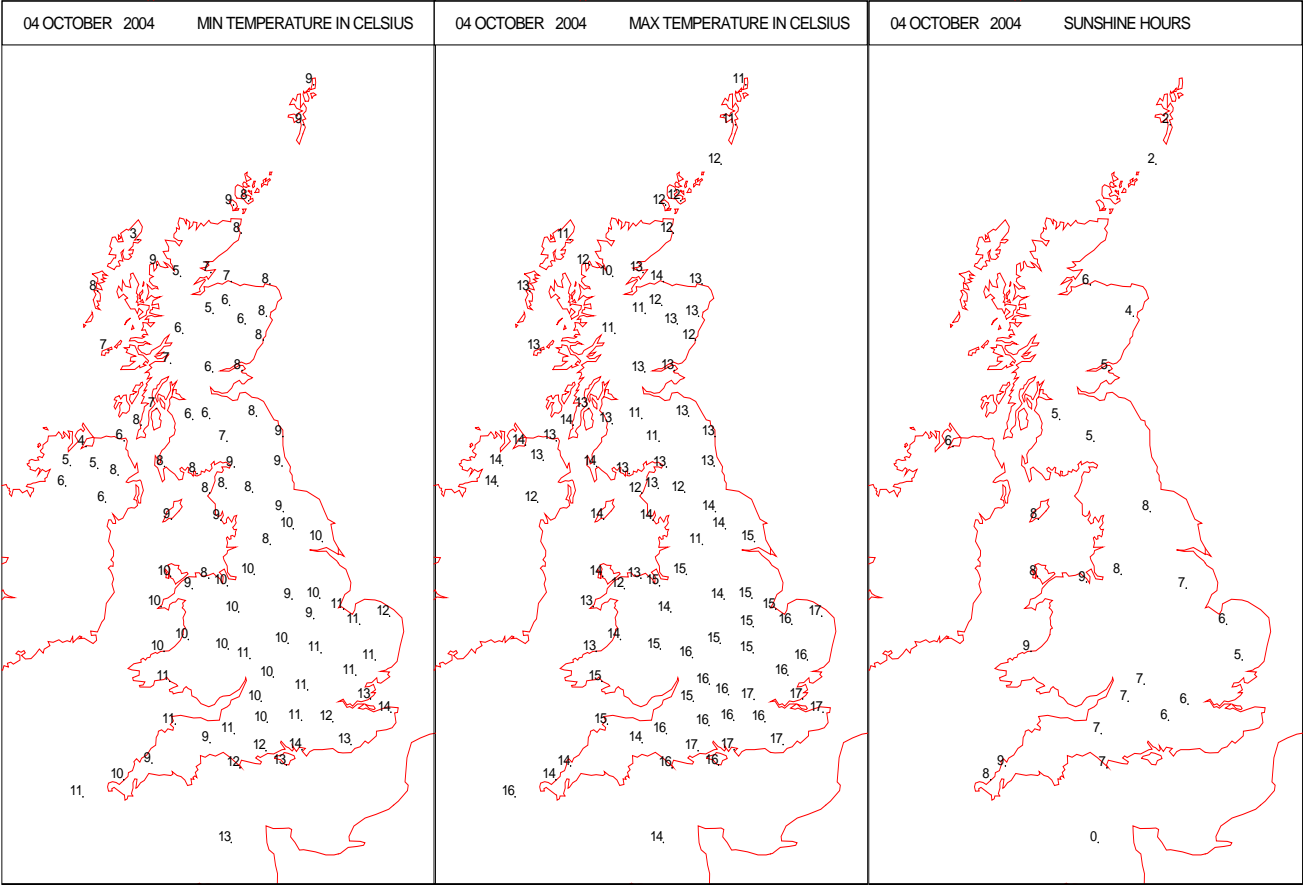 04 OCTOBER 2004 MIN TEMPERATURE IN CELSIUS
9.
9.
9. 8.
8.
3.
9. 5. 7. 7. 8.
8.
6. 5. 8.
6. 6. 8.
7. 7. 6. 8.
7. 6. 6. 8.
8. 9.
4. 6. 7.
5. 5. 8. 8. 8. 9. 9.
6. 8. 8. 8.
6. 9. 9. 9.
10. 8. 10.
10. 9. 8. 10. 10.
10. 10. 9. 10. 9. 11. 11. 12.
10. 10. 10. 11. 10. 11. 11.
11. 10. 11. 11. 13. 14.
10. 11. 10. 11. 12.
9. 11. 9. 12. 14. 13.
10. 12. 13.
11.
13.
04 OCTOBER 2004 MAX TEMPERATURE IN CELSIUS
11.
11.
12.
12. 12.
12.
11.
12. 10. 13. 14. 13.
13.
11. 12. 13.
11. 13. 12.
13. 13. 13.
13. 14. 13. 11. 13.
14. 13. 11. 13.
14. 13. 14. 13. 13. 13.
14. 12. 13. 12.
12. 14. 14. 14.
14. 11. 15.
14. 12. 13. 15. 15.
13. 14. 14. 15. 15. 15. 16. 17.
13. 14. 15. 16. 15. 15. 16.
15. 16. 15. 16. 17. 16. 17. 17.
15. 16. 16. 16. 16.
14. 14. 17. 17. 17.
14. 16. 16.
16.
14.
04 OCTOBER 2004 SUNSHINE HOURS
2.
2.
6.
4.
5.
5.
6. 5.
8. 8.
8. 9. 8. 7.
6.
9. 5.
7. 7. 6.
7. 6.
9. 7.
8.
0.